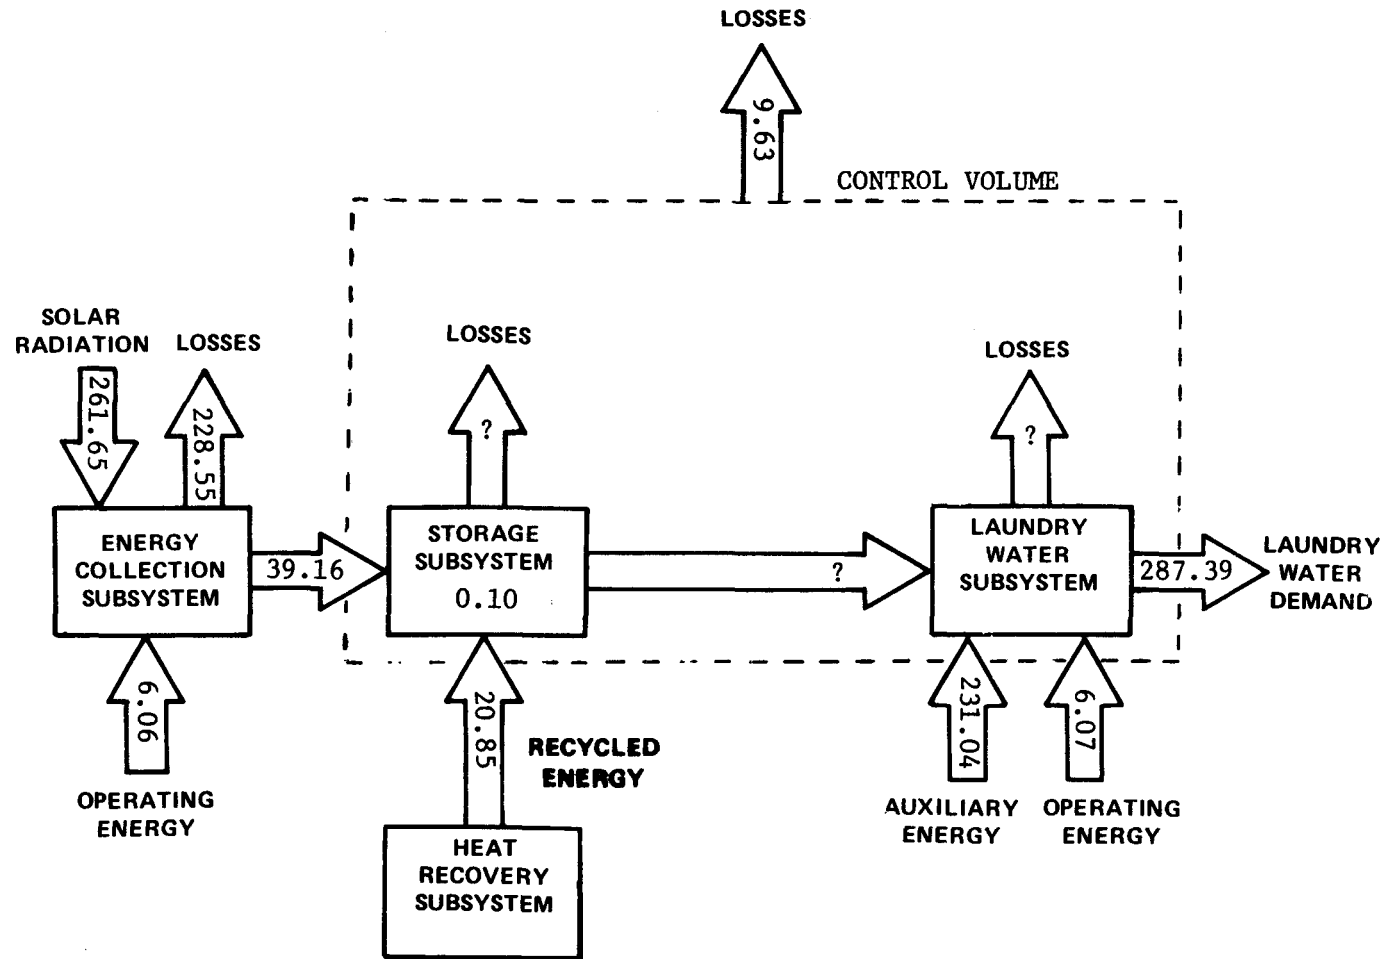 LOSSES
9.63
CONTROL VOLUME
SOLAR
RADIATION
LOSSES
261.65
228.55
LOSSES
?
LOSSES
?
ENERGY
COLLECTION
SUBSYSTEM
39.16
STORAGE
SUBSYSTEM
0.10
?
LAUNDRY
WATER
SUBSYSTEM
287.39
LAUNDRY
WATER
DEMAND
6.06
OPERATING
ENERGY
20.85
RECYCLED
ENERGY
231.04
6.07
AUXILIARY
ENERGY
OPERATING
ENERGY
HEAT
RECOVERY
SUBSYSTEM